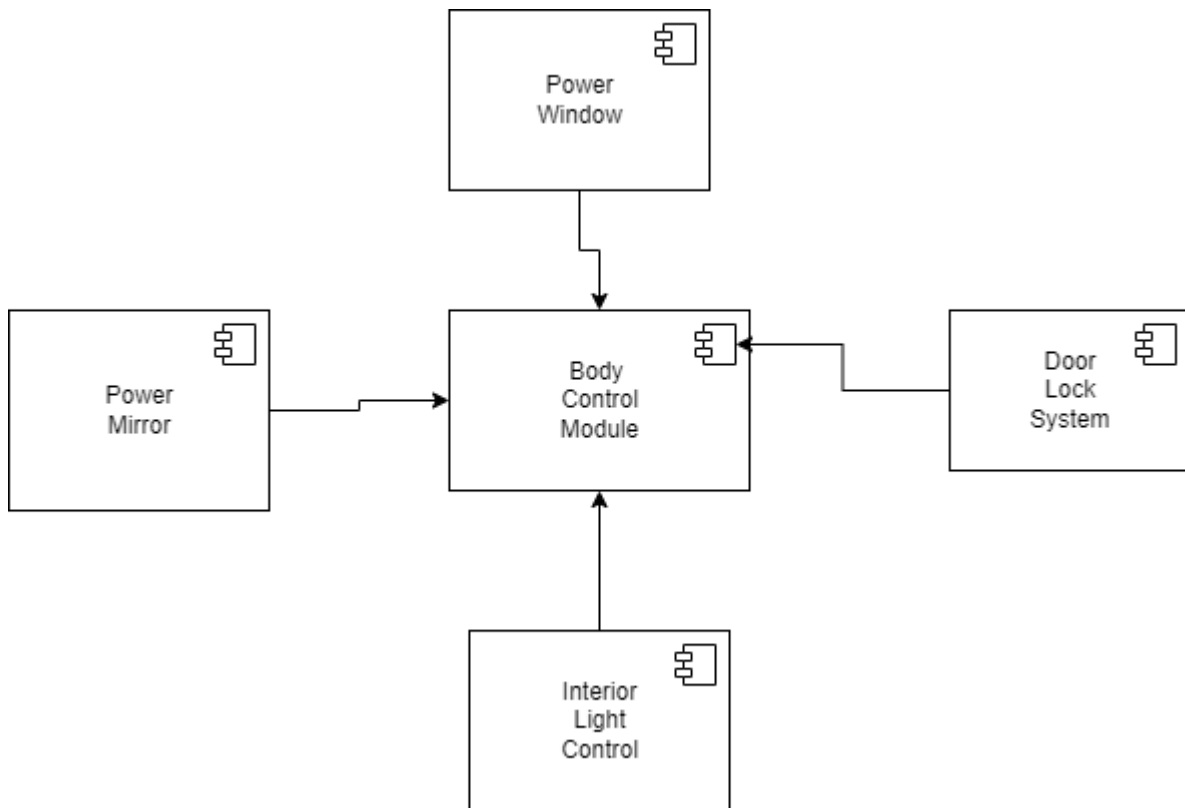 Power
Window
Power
Mirror
Body
Control
Module
Door
Lock
System
Interior
Light
Control